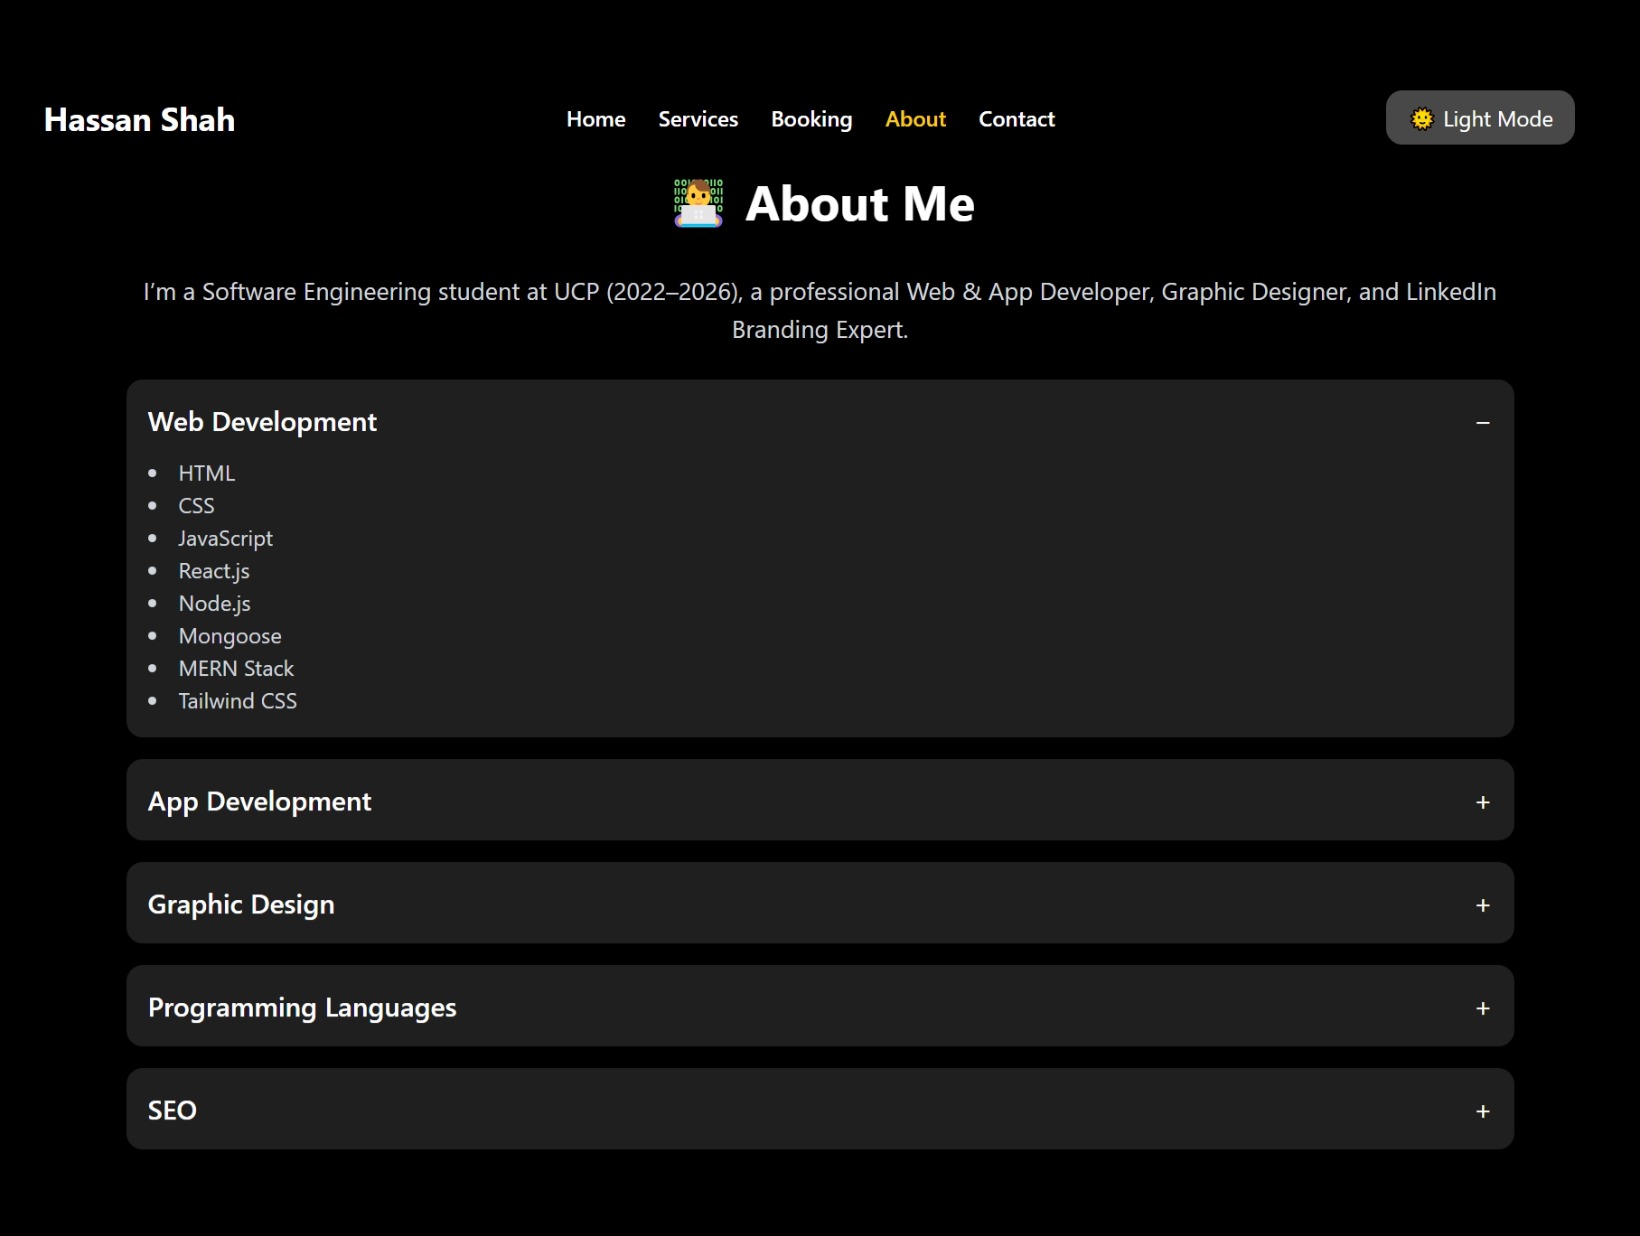 Hassan Shah
Home Services Booking About Contact
🌞 Light Mode
👨‍💻 About Me
I’m a Software Engineering student at UCP (2022–2026), a professional Web & App Developer, Graphic Designer, and LinkedIn
Branding Expert.
Web Development −
• HTML
• CSS
• JavaScript
• React.js
• Node.js
• Mongoose
• MERN Stack
• Tailwind CSS
App Development +
Graphic Design +
Programming Languages +
SEO +